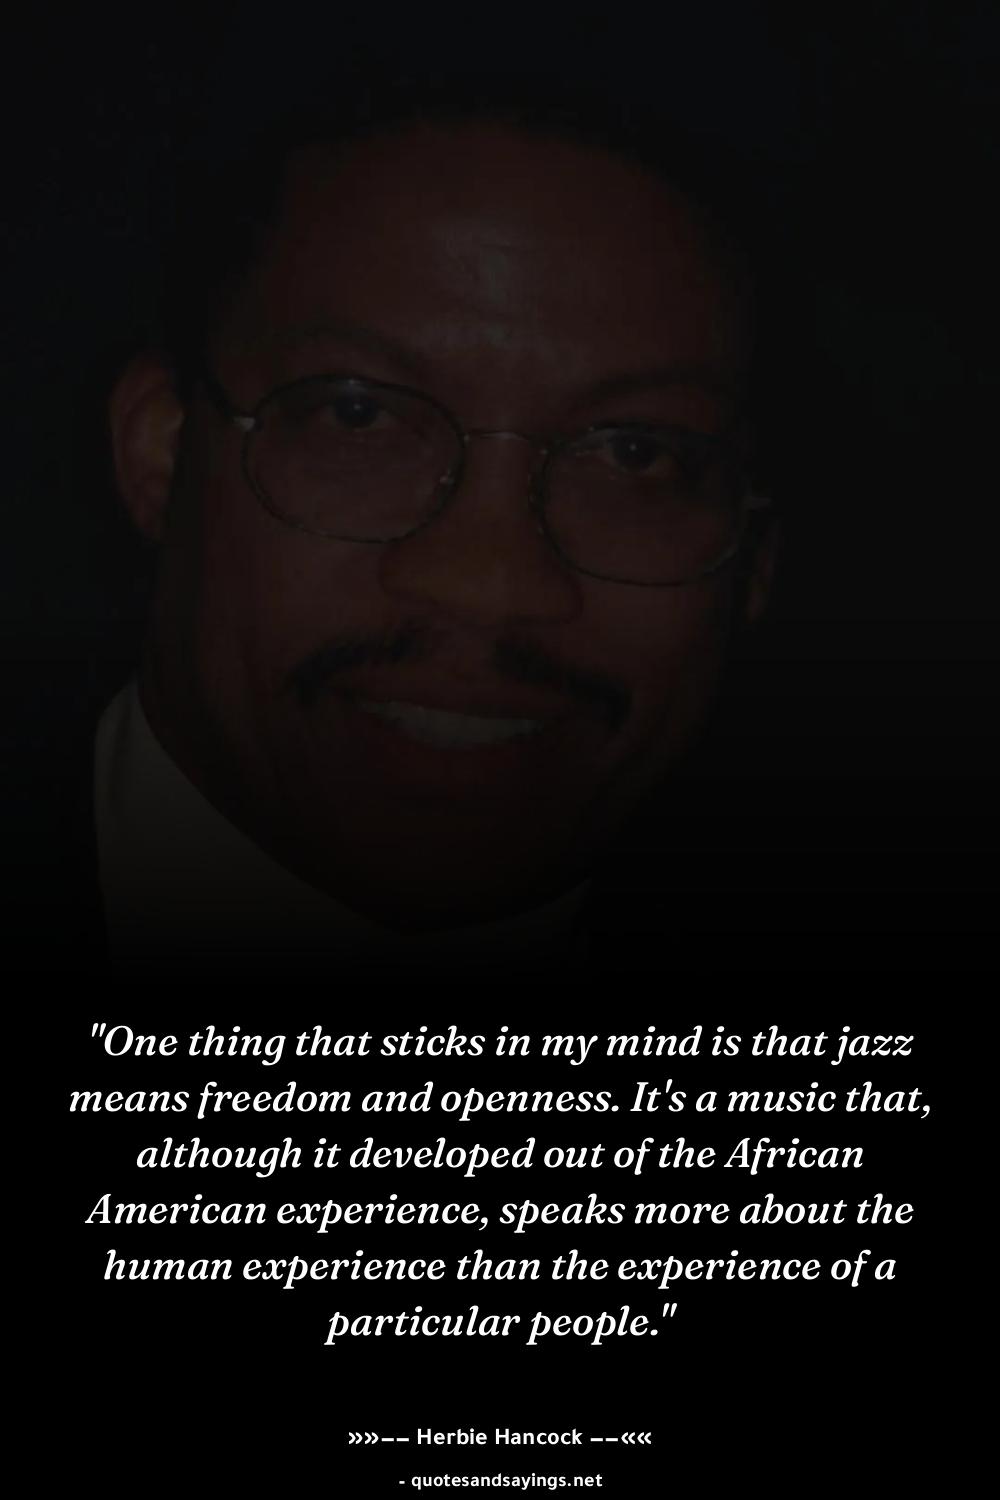 "One thing that sticks in my mind is that jazz
means freedom and openness. It's a music that,
although it developed out of the African
American experience, speaks more about the
human experience than the experience of a
particular people."
»»−− Herbie Hancock −−««
- quotesandsayings.net